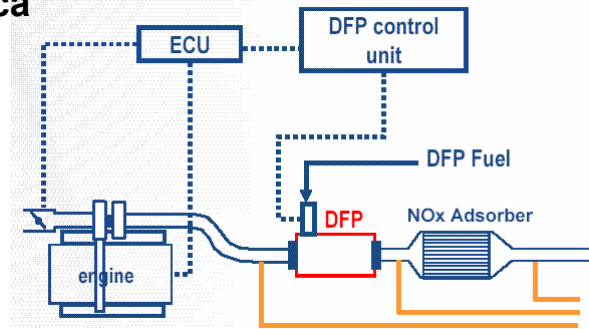 ca
ECU
DFP control
unit
DFP Fuel
DFP
NOx Adsorber
engine